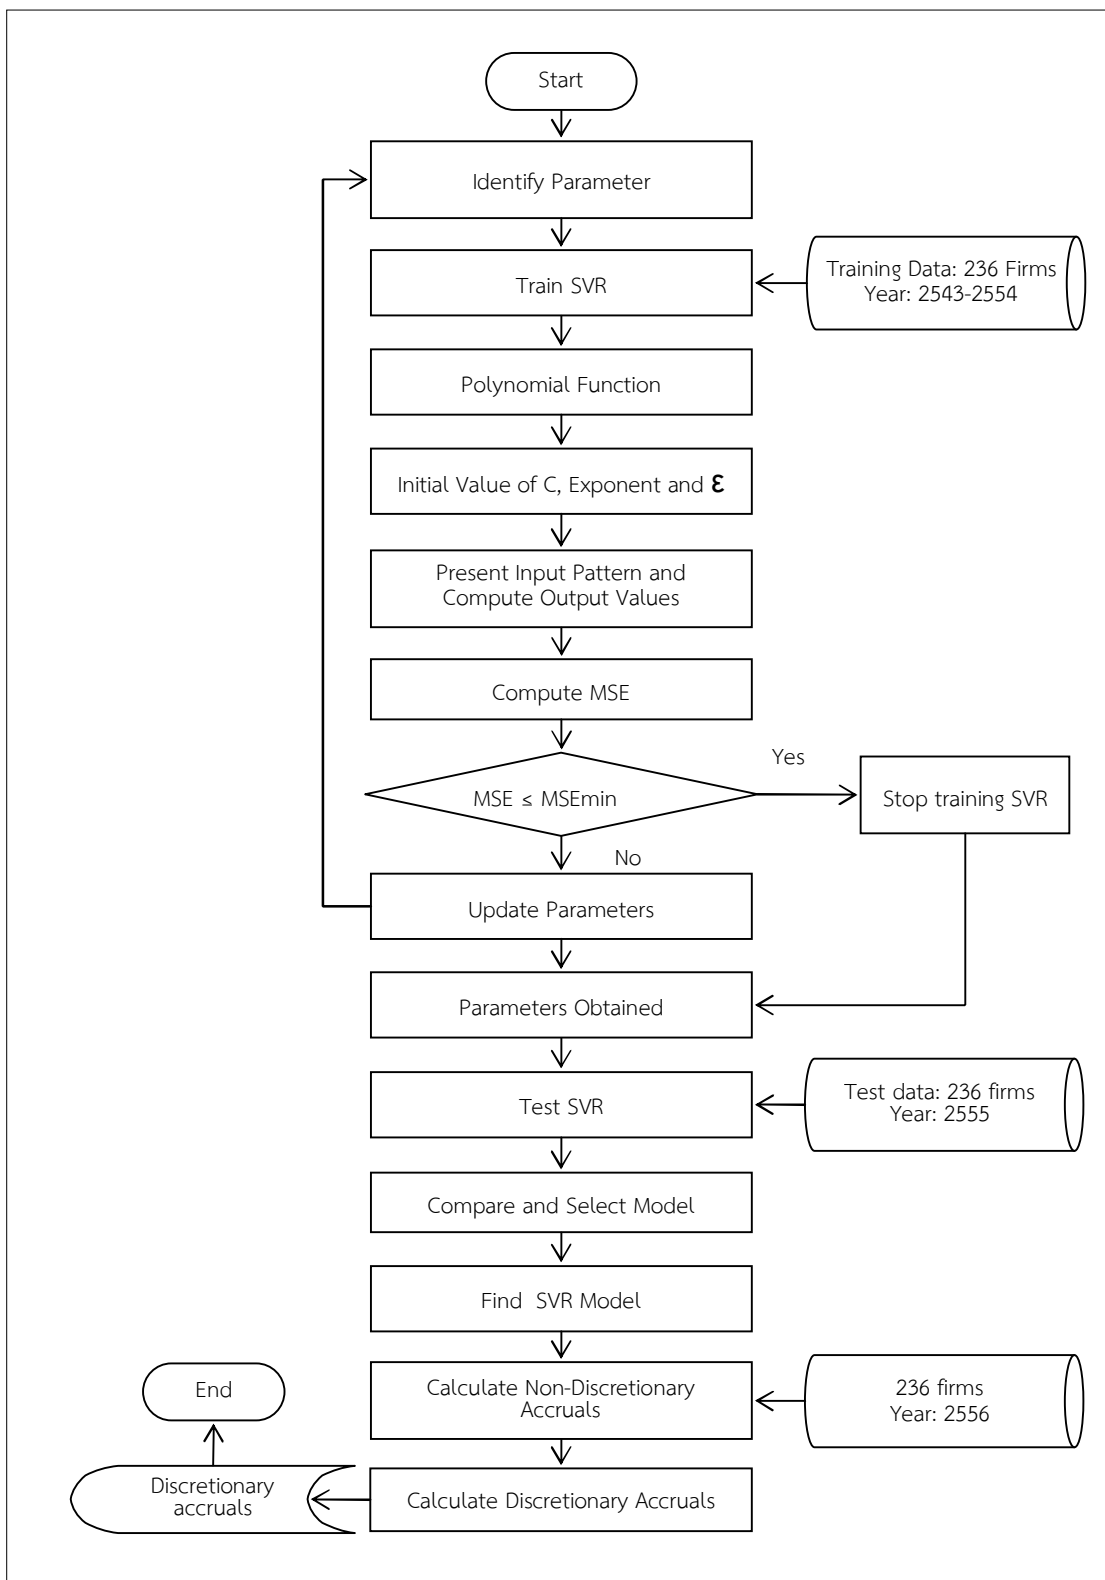 Start
Identify Parameter
Train SVR
Training Data: 236 Firms
Year: 2543-2554
Polynomial Function
Initial Value of C, Exponent and ε
Present Input Pattern and
Compute Output Values
Compute MSE
Yes
MSE ≤ MSEmin
Stop training SVR
No
Update Parameters
Parameters Obtained
Test SVR
Test data: 236 firms
Year: 2555
Compare and Select Model
Find SVR Model
Calculate Non-Discretionary
Accruals
236 firms
Year: 2556
End
Calculate Discretionary Accruals
Discretionary
accruals